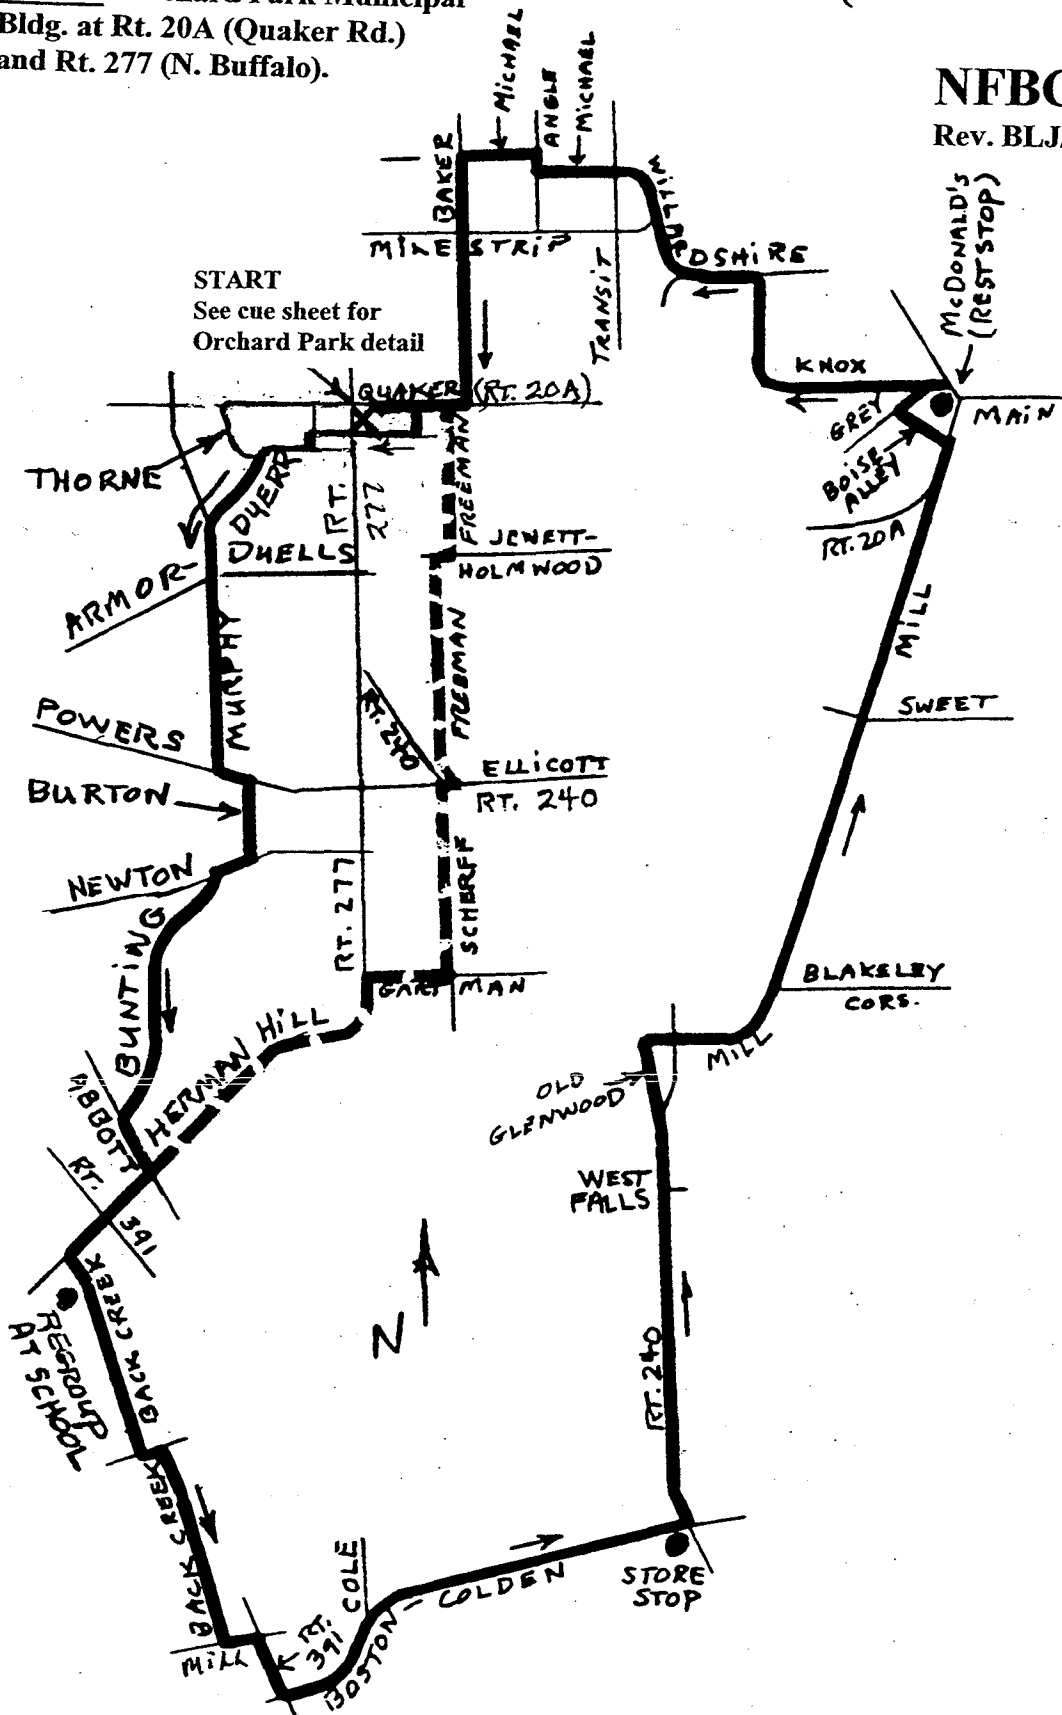 Park Municipal
Bldg. at Rt. 20A (Quaker Rd.)
and Rt. 277 (N. Buffalo).
NFBC
Rev. BLJ
MICHAEL
ANGLE
MICHAEL
BAKER
MILE STRIP
TRANSIT
WILLAR DSHIRE
McDONALD'S
(REST STOP)
START
See cue sheet for
Orchard Park detail
QUAKER (RT. 20A)
KNOX
MAIN
GREY
BOISE
ALLEY
RT. 20A
THORNE
DYERR
RT.
277
FREEMAN
JEWETT-
HOLMWOOD
ARMOR-
DUELLS
MURPHY
FREEMAN
MILL
SWEET
POWERS
RT. 240
ELLICOTT
RT. 240
BURTON
NEWTON
RT. 277
SCHERFF
BUNTING
GARTMAN
BLAKELEY
CORS.
HERMAN HILL
MILL
ABBOTT
OLD
GLENWOOD
RT.
391
WEST
FALLS
BACK CREEK
REGROUP
AT SCHOOL
N
RT. 240
BACK CREEK
COLE
BOSTON - COLDEN
STORE
STOP
RT.
391
MILL